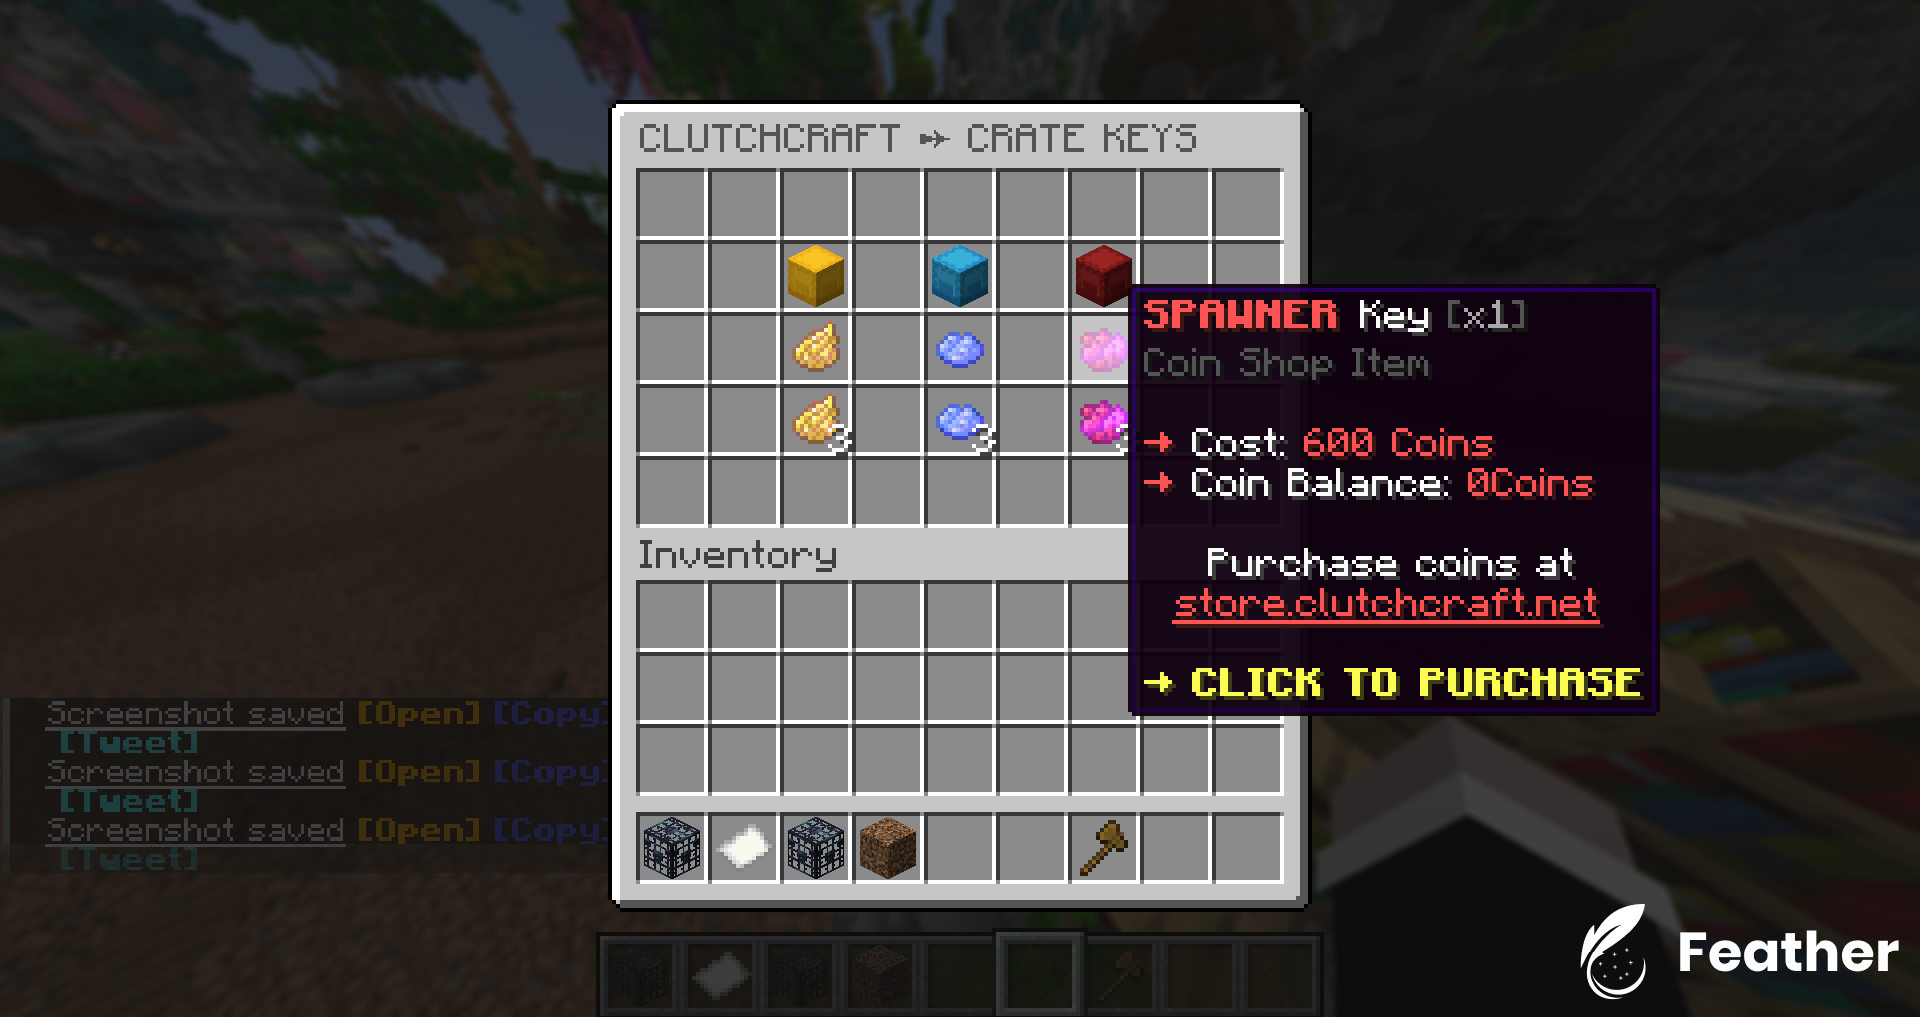 CLUTCHCRAFT ➵ CRATE KEYS
SPAWNER Key [x1]
Coin Shop Item
→ Cost: 600 Coins
→ Coin Balance: 0Coins
Purchase coins at
store.clutchcraft.net
→ CLICK TO PURCHASE
3
3
Inventory
Screenshot saved [Open] [Copy]
[Tweet]
Screenshot saved [Open] [Copy]
[Tweet]
Screenshot saved [Open] [Copy]
[Tweet]
Feather